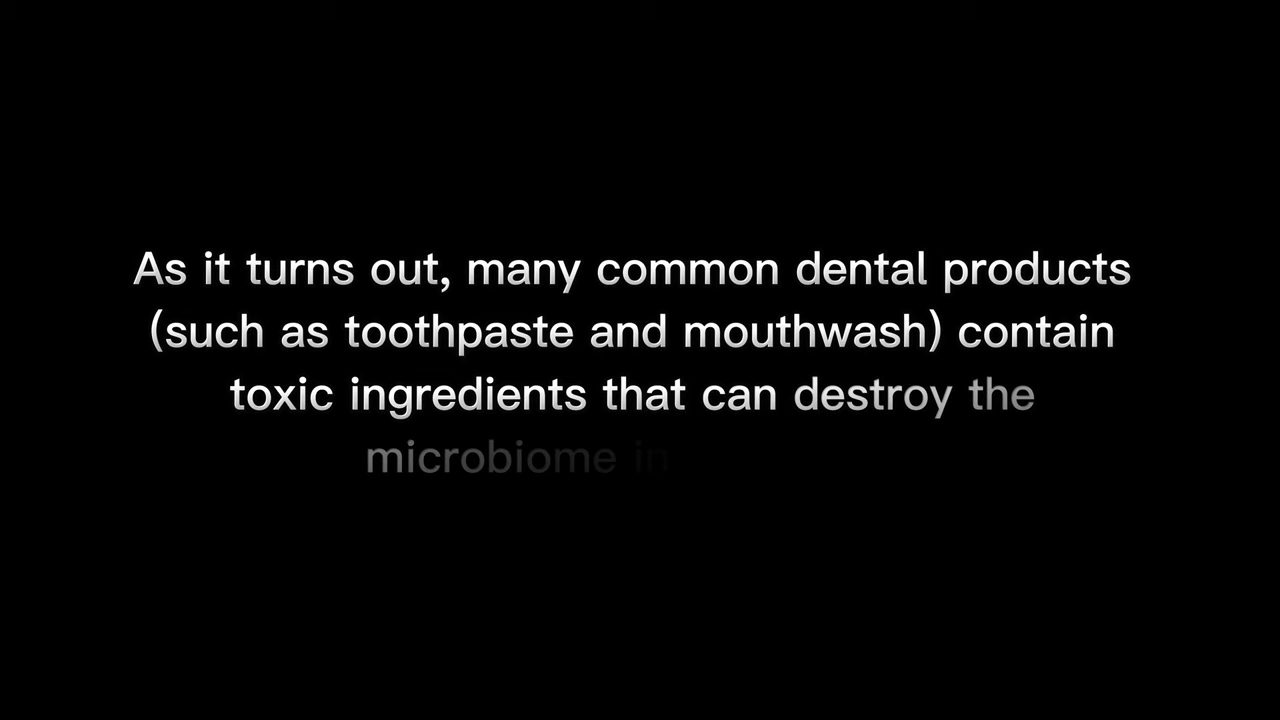 As it turns out, many common dental products
(such as toothpaste and mouthwash) contain
toxic ingredients that can destroy the
microbiome in